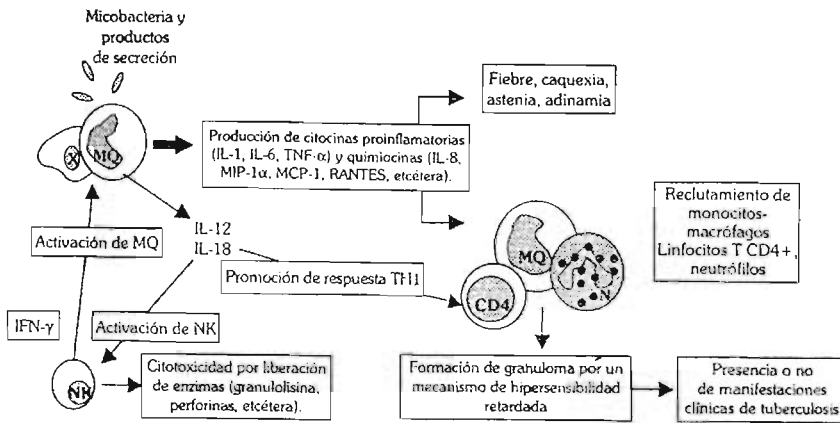 Micobacteria y
productos
de secreción
X
MQ
Producción de citocinas proinflamatorias
(IL-1, IL-6, TNF-α) y quimiocinas (IL-8,
MIP-1α, MCP-1, RANTES, etcétera).
Fiebre, caquexia,
astenia, adinamia
Activación de MQ
IL-12
IL-18
Promoción de respuesta TH1
MQ
N
CD4
Reclutamiento de
monocitos-
macrófagos
Linfocitos T CD4+,
neutrófilos
IFN-γ
Activación de NK
NK
Citotoxicidad por liberación
de enzimas (granulolisina,
perforinas, etcétera).
Formación de granuloma por un
mecanismo de hipersensibilidad
retardada
Presencia o no
de manifestaciones
clínicas de tuberculosis